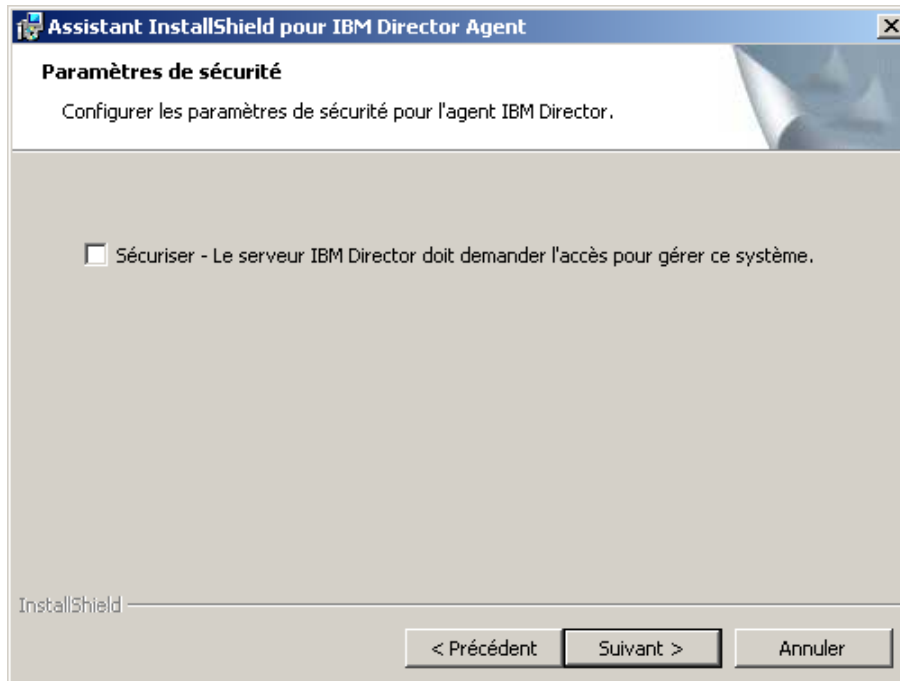 Assistant InstallShield pour IBM Director Agent
Paramètres de sécurité
Configurer les paramètres de sécurité pour l'agent IBM Director.
Sécuriser - Le serveur IBM Director doit demander l'accès pour gérer ce système.
InstallShield
< Précédent
Suivant >
Annuler